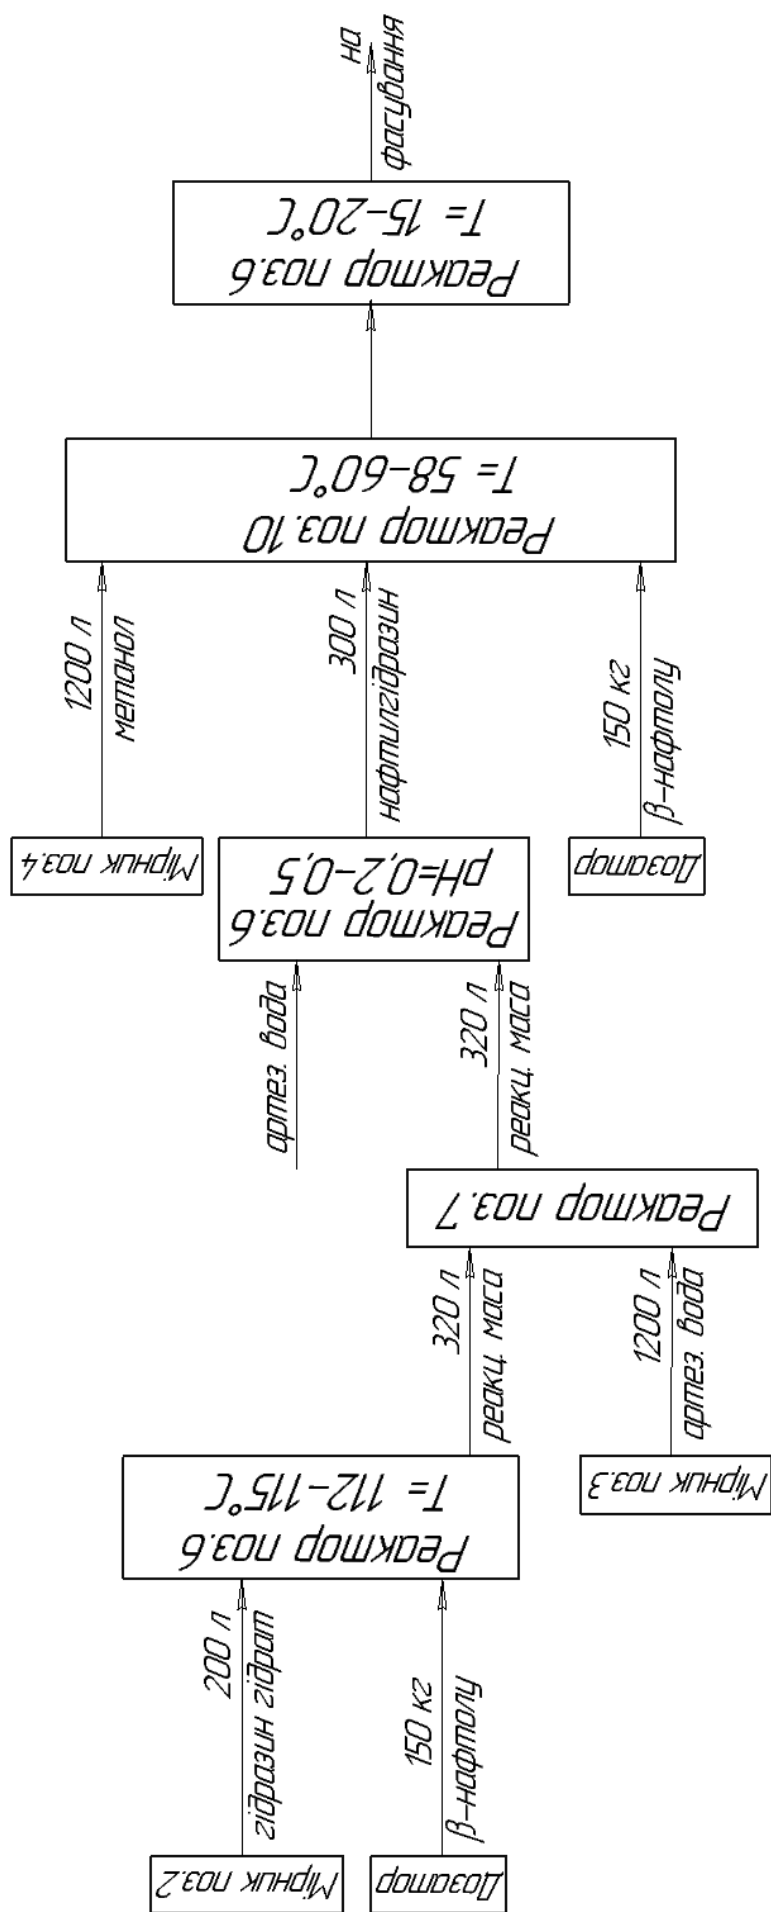 Мірник поз.2
Дозатор
200 л
гідразин гідрат
150 кг
β-нафтолу
Реактор поз.6
T= 112-115°C
Мірник поз.3
320 л
реакц. маса
1200 л
артез. вода
Реактор поз.7
артез. вода
320 л
реакц. маса
Реактор поз.6
pH=0,2-0,5
Мірник поз.4
Дозатор
1200 л
метанол
300 л
нафтилгідразин
150 кг
β-нафтолу
Реактор поз.10
T= 58-60°C
Реактор поз.6
T= 15-20°C
на
фасування